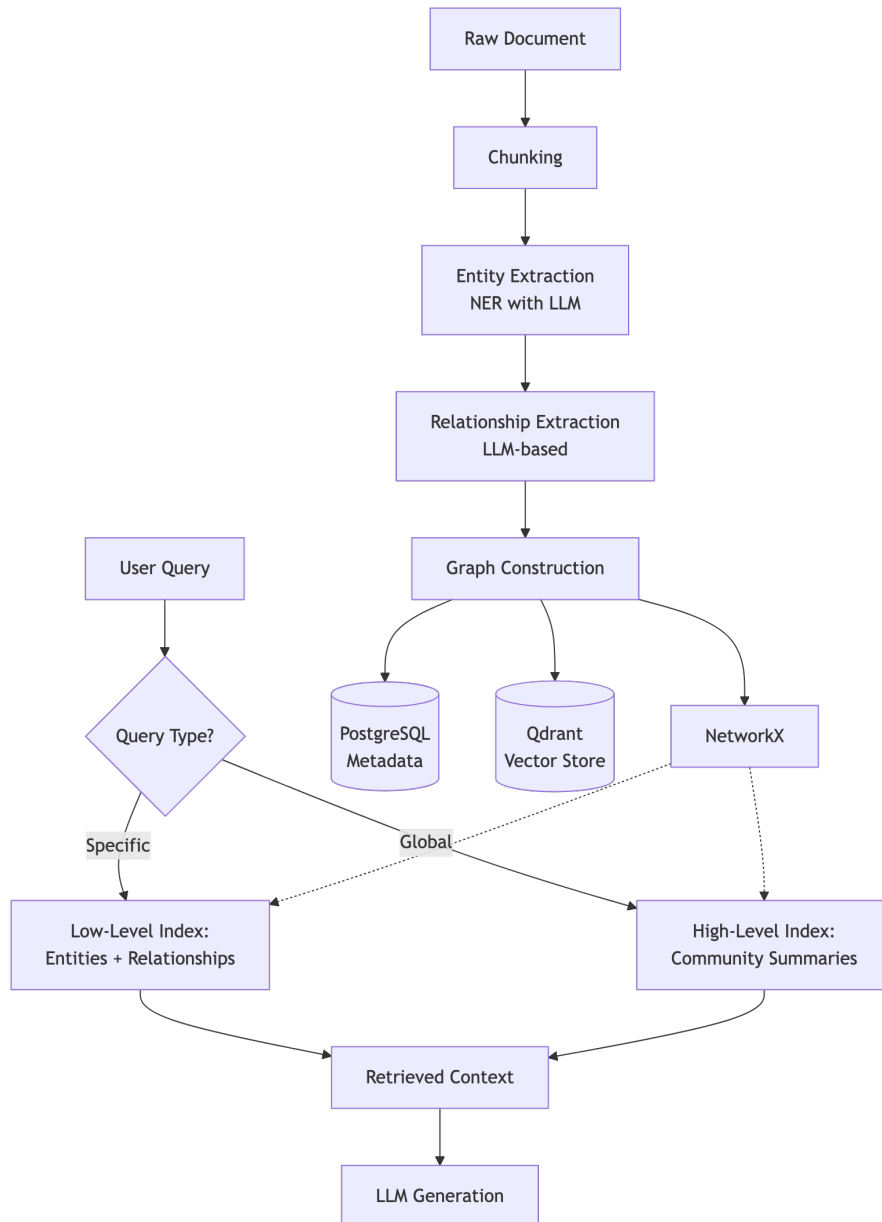 Raw Document
Chunking
Entity Extraction
NER with LLM
Relationship Extraction
LLM-based
User Query
Graph Construction
Query Type?
PostgreSQL
Metadata
Qdrant
Vector Store
NetworkX
Specific
Global
Low-Level Index:
Entities + Relationships
High-Level Index:
Community Summaries
Retrieved Context
LLM Generation